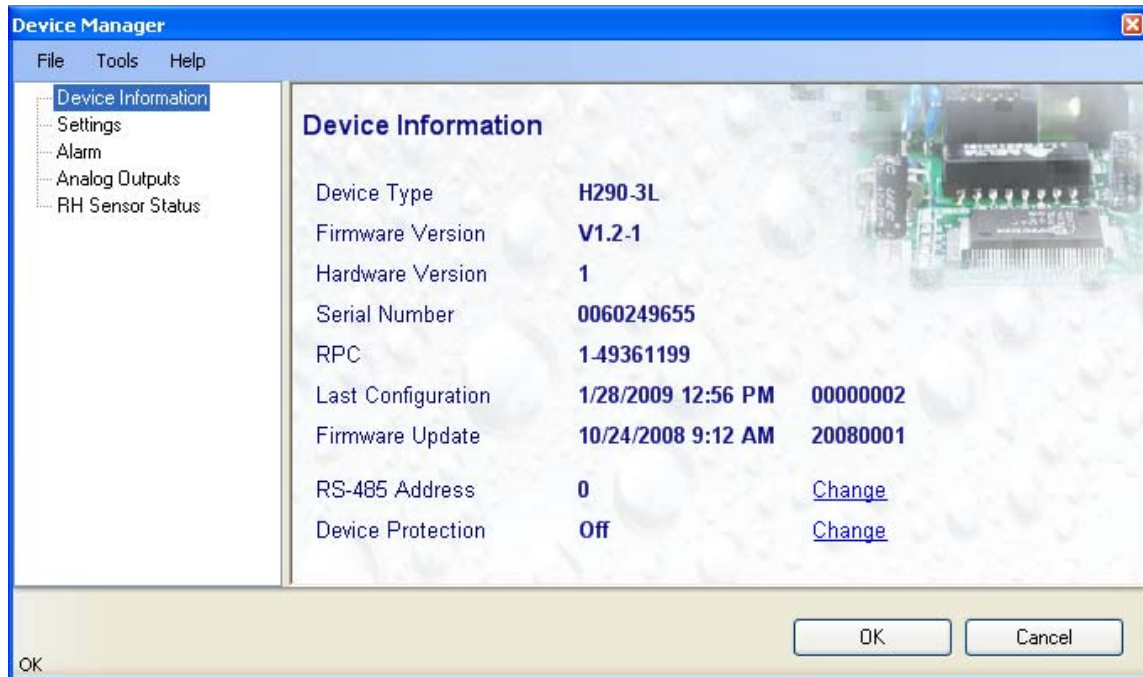 Device Manager
File Tools Help
Device Information
Settings
Alarm
Analog Outputs
RH Sensor Status
Device Information
Device Type H290-3L
Firmware Version V1.2-1
Hardware Version 1
Serial Number 0060249655
RPC 1-49361199
Last Configuration 1/28/2009 12:56 PM 00000002
Firmware Update 10/24/2008 9:12 AM 20080001
RS-485 Address 0 Change
Device Protection Off Change
OK Cancel
OK